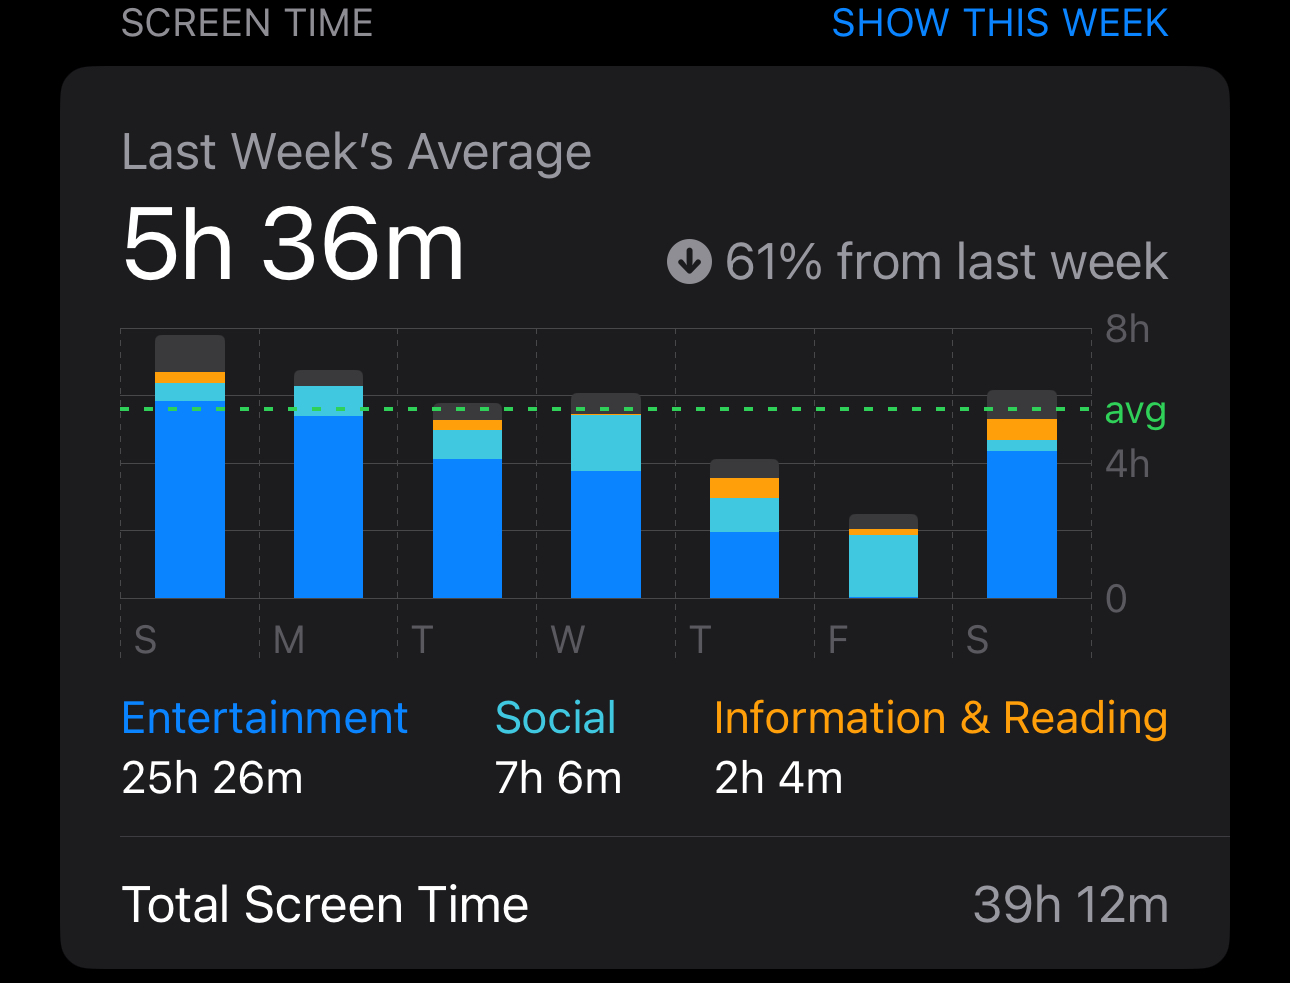 SCREEN TIME
SHOW THIS WEEK
Last Week’s Average
5h 36m
61% from last week
8h
avg
4h
0
S M T W T F S
Entertainment Social Information & Reading
25h 26m 7h 6m 2h 4m
Total Screen Time 39h 12m